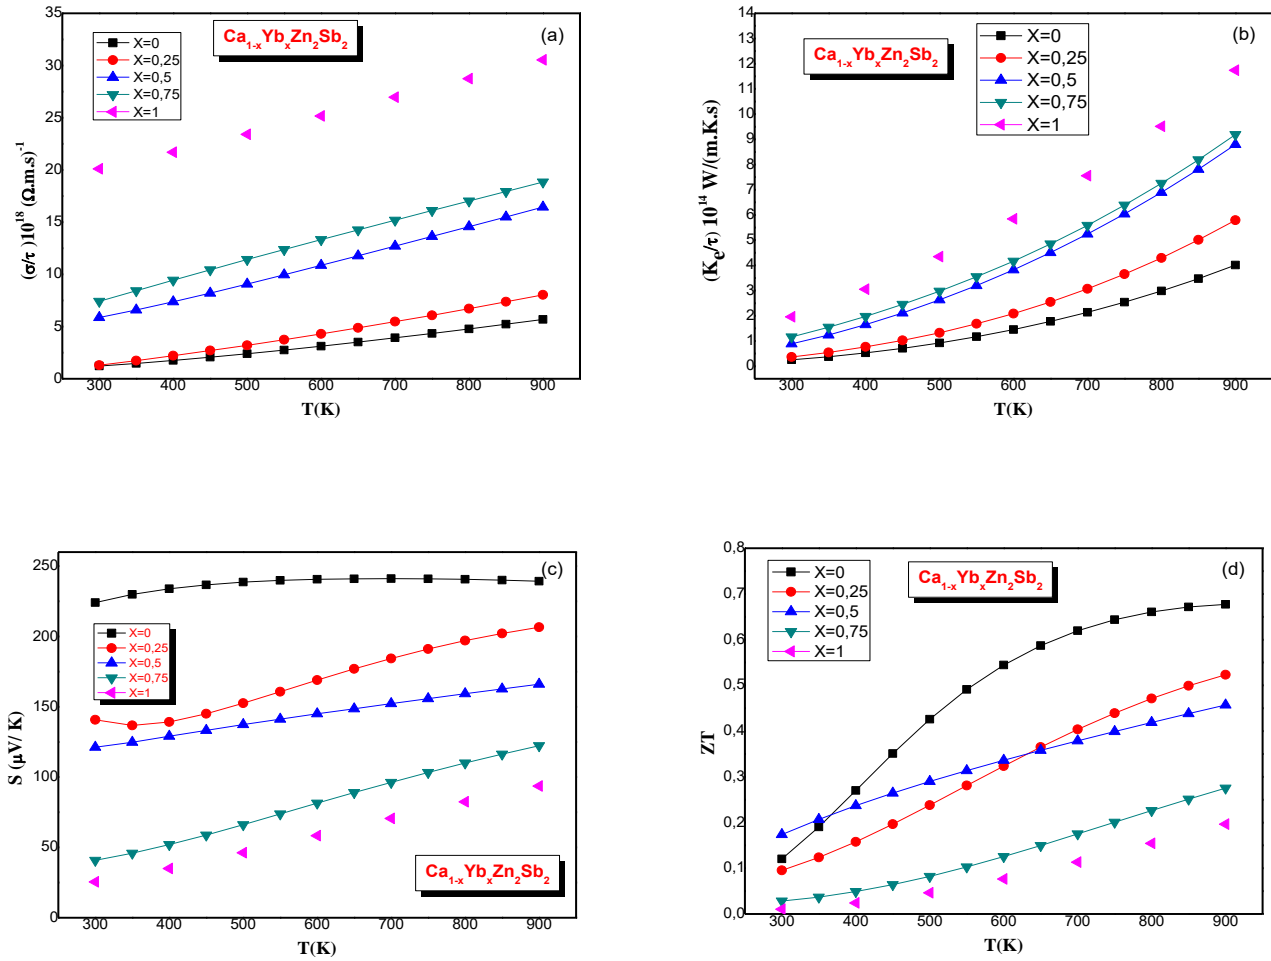 (a)
Ca1-xYbxZn2Sb2
X=0
X=0,25
X=0,5
X=0,75
X=1
35
30
25
20
15
10
5
0
300 400 500 600 700 800 900
T(K)
(σ/τ )10^18 (Ω.m.s)^-1
(b)
Ca1-xYbxZn2Sb2
X=0
X=0,25
X=0,5
X=0,75
X=1
14
13
12
11
10
9
8
7
6
5
4
3
2
1
0
300 400 500 600 700 800 900
T(K)
(Ke/τ) 10^14 W/(m.K.s)
(c)
X=0
X=0,25
X=0,5
X=0,75
X=1
Ca1-xYbxZn2Sb2
250
200
150
100
50
0
300 400 500 600 700 800 900
T(K)
S (μV/ K)
(d)
Ca1-xYbxZn2Sb2
X=0
X=0,25
X=0,5
X=0,75
X=1
0,8
0,7
0,6
0,5
0,4
0,3
0,2
0,1
0,0
300 400 500 600 700 800 900
T(K)
ZT